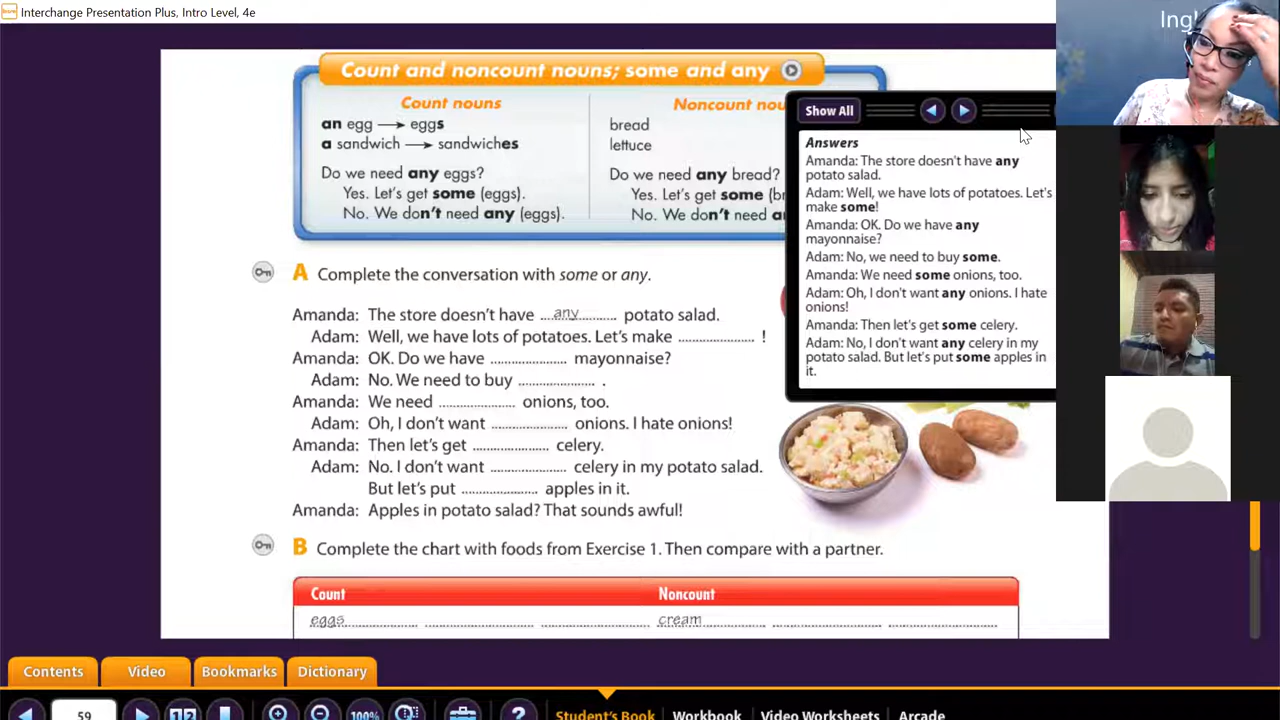 Interchange Presentation Plus, Intro Level, 4e
Ing
Count and noncount nouns; some and any
Count nouns
Noncount nou
an egg → eggs
a sandwich → sandwiches
bread
lettuce
Do we need any eggs?
Yes. Let's get some (eggs).
No. We don't need any (eggs).
Do we need any bread?
Yes. Let's get some (br
No. We don't need a
Show All
Answers
Amanda: The store doesn't have any
potato salad.
Adam: Well, we have lots of potatoes. Let's
make some!
Amanda: OK. Do we have any
mayonnaise?
Adam: No, we need to buy some.
Amanda: We need some onions, too.
Adam: Oh, I don't want any onions. I hate
onions!
Amanda: Then let's get some celery.
Adam: No, I don't want any celery in my
potato salad. But let's put some apples in
it.
A Complete the conversation with some or any.
Amanda: The store doesn't have any potato salad.
Adam: Well, we have lots of potatoes. Let's make ................ !
Amanda: OK. Do we have ................ mayonnaise?
Adam: No. We need to buy ................ .
Amanda: We need ................ onions, too.
Adam: Oh, I don't want ................ onions. I hate onions!
Amanda: Then let's get ................ celery.
Adam: No. I don't want ................ celery in my potato salad.
But let's put ................ apples in it.
Amanda: Apples in potato salad? That sounds awful!
B Complete the chart with foods from Exercise 1. Then compare with a partner.
Count Noncount
eggs cream
Contents Video Bookmarks Dictionary
59 1 2 100% ? Student's Book Workbook Video Worksheets Arcade